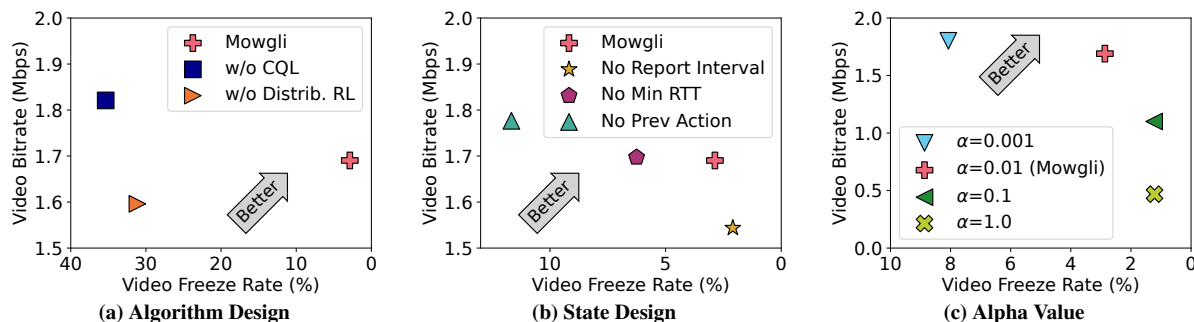 2.0
1.9
1.8
1.7
1.6
1.5
Video Bitrate (Mbps)
Mowgli
w/o CQL
w/o Distrib. RL
Better
40 30 20 10 0
Video Freeze Rate (%)
(a) Algorithm Design
2.0
1.9
1.8
1.7
1.6
1.5
Video Bitrate (Mbps)
Mowgli
No Report Interval
No Min RTT
No Prev Action
Better
10 5 0
Video Freeze Rate (%)
(b) State Design
2.0
1.5
1.0
0.5
0.0
Video Bitrate (Mbps)
Better
α=0.001
α=0.01 (Mowgli)
α=0.1
α=1.0
10 8 6 4 2 0
Video Freeze Rate (%)
(c) Alpha Value